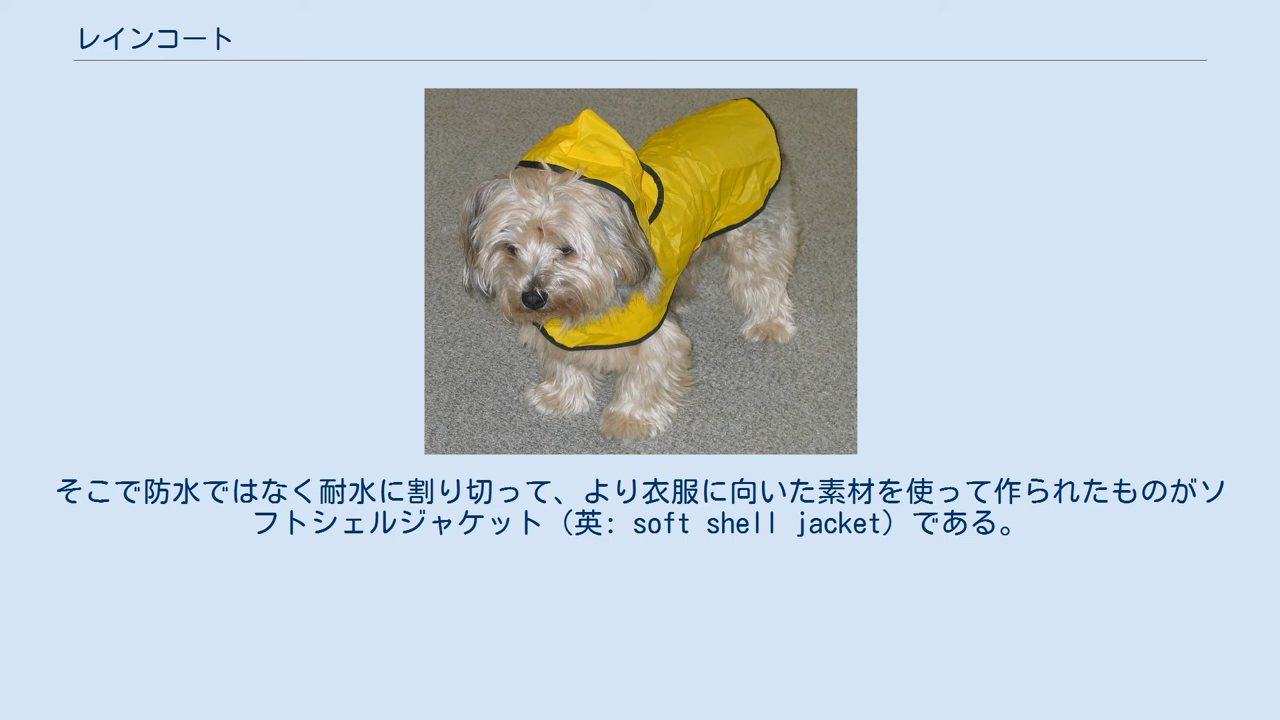 レインコート
そこで防水ではなく耐水に割り切って、より衣服に向いた素材を使って作られたものがソ
フトシェルジャケット（英: soft shell jacket）である。